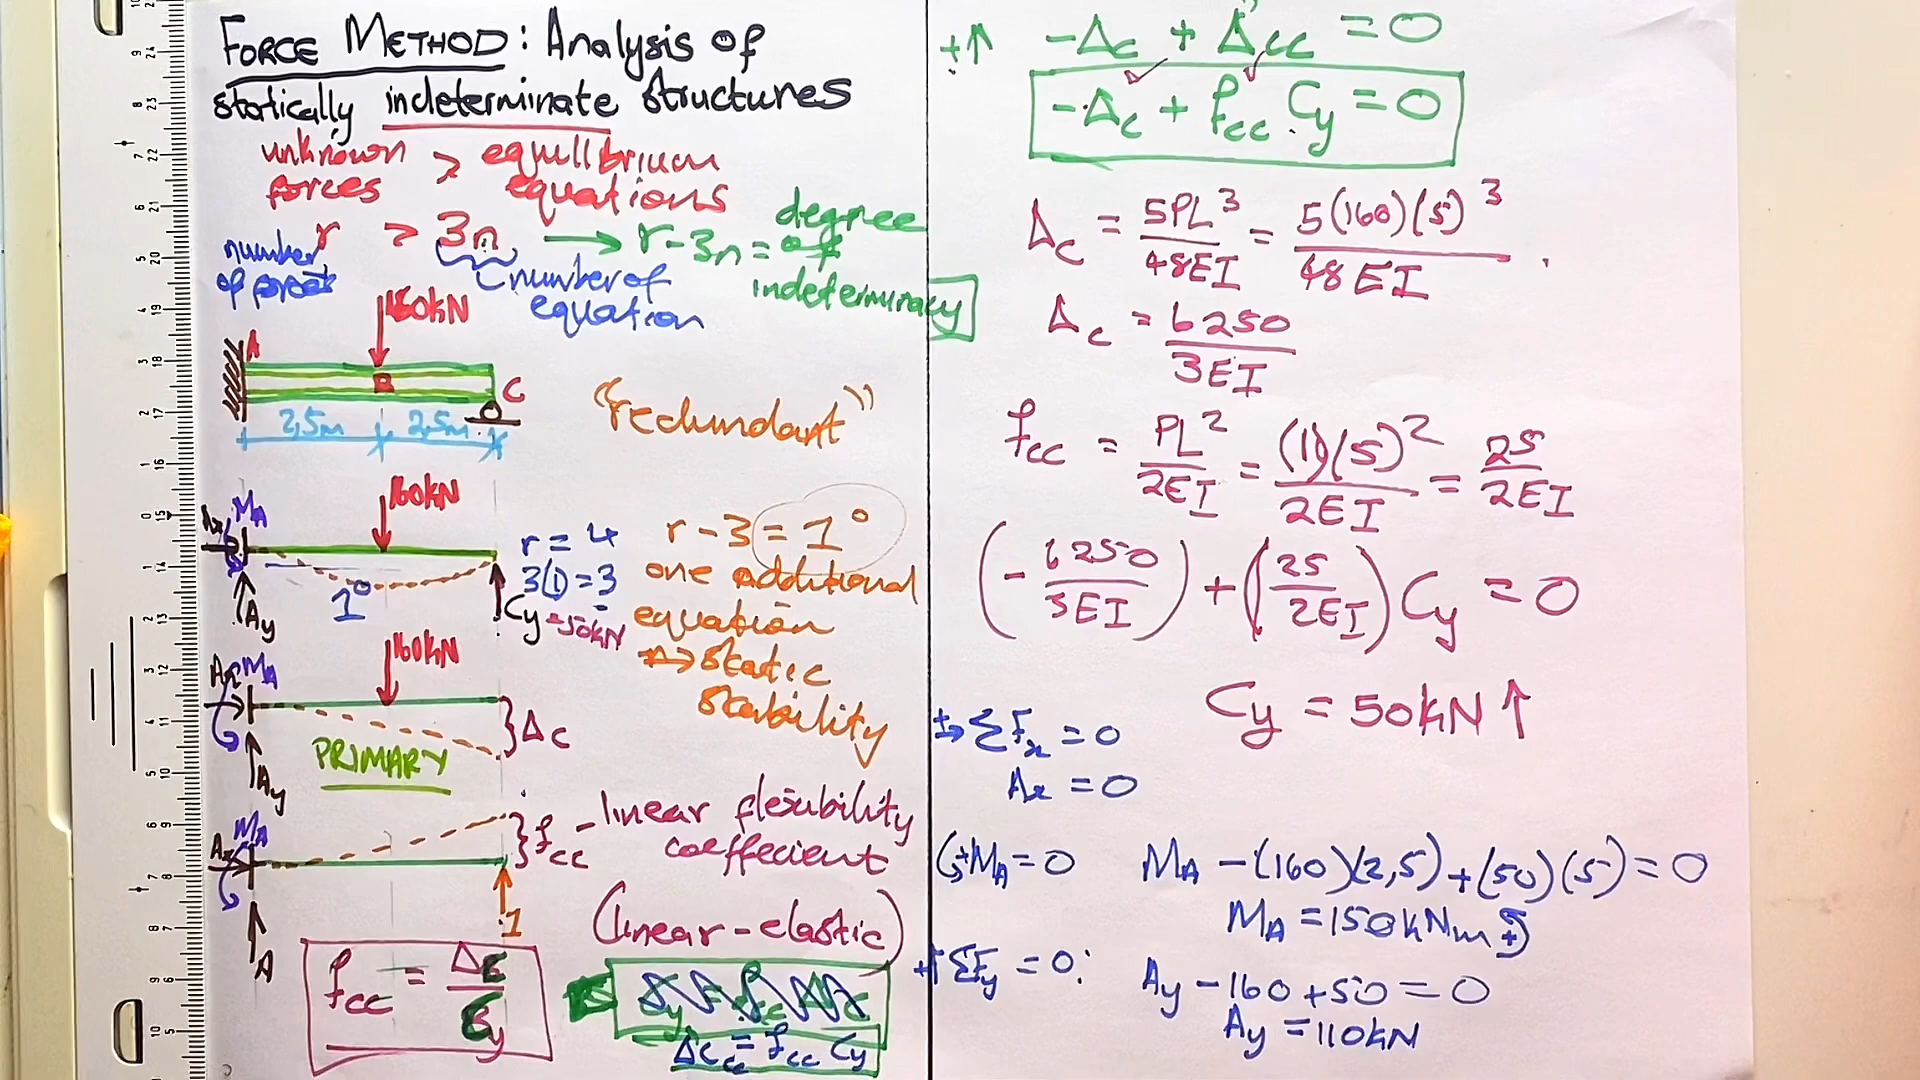 FORCE METHOD: Analysis of
statically indeterminate structures
unknown forces > equilibrium equations
r > 3n → r - 3n = degree of indeterminacy
number of forces
number of equation
160kN
A
B
C
2,5m 2,5m
"redundant"
160kN
MA
Ax
Ay
1°
Cy = 50kN
r = 4
3(1) = 3
r - 3 = 1°
one additional
equation
→ static
stability
160kN
Ax MA
Ay
ΔC
PRIMARY
MA
Ax
A
1
fcc - linear flexibility
coeffecient
(linear-elastic)
fcc =
ΔCc = fcc Cy
+↑ -Δc + Δcc = 0
-Δc + fcc . Cy = 0
Δc = 5PL³/48EI = 5(160)(5)³/48EI .
Δc = 6250/3EI
fcc = PL²/2EI = (1)(5)²/2EI = 25/2EI
(-6250/3EI) + (25/2EI) Cy = 0
Cy = 50kN ↑
+→ ΣFx = 0
Ax = 0
+MA = 0 MA - (160)(2,5) + (50)(5) = 0
MA = 150kNm
+↑ ΣFy = 0: Ay - 160 + 50 = 0
Ay = 110kN